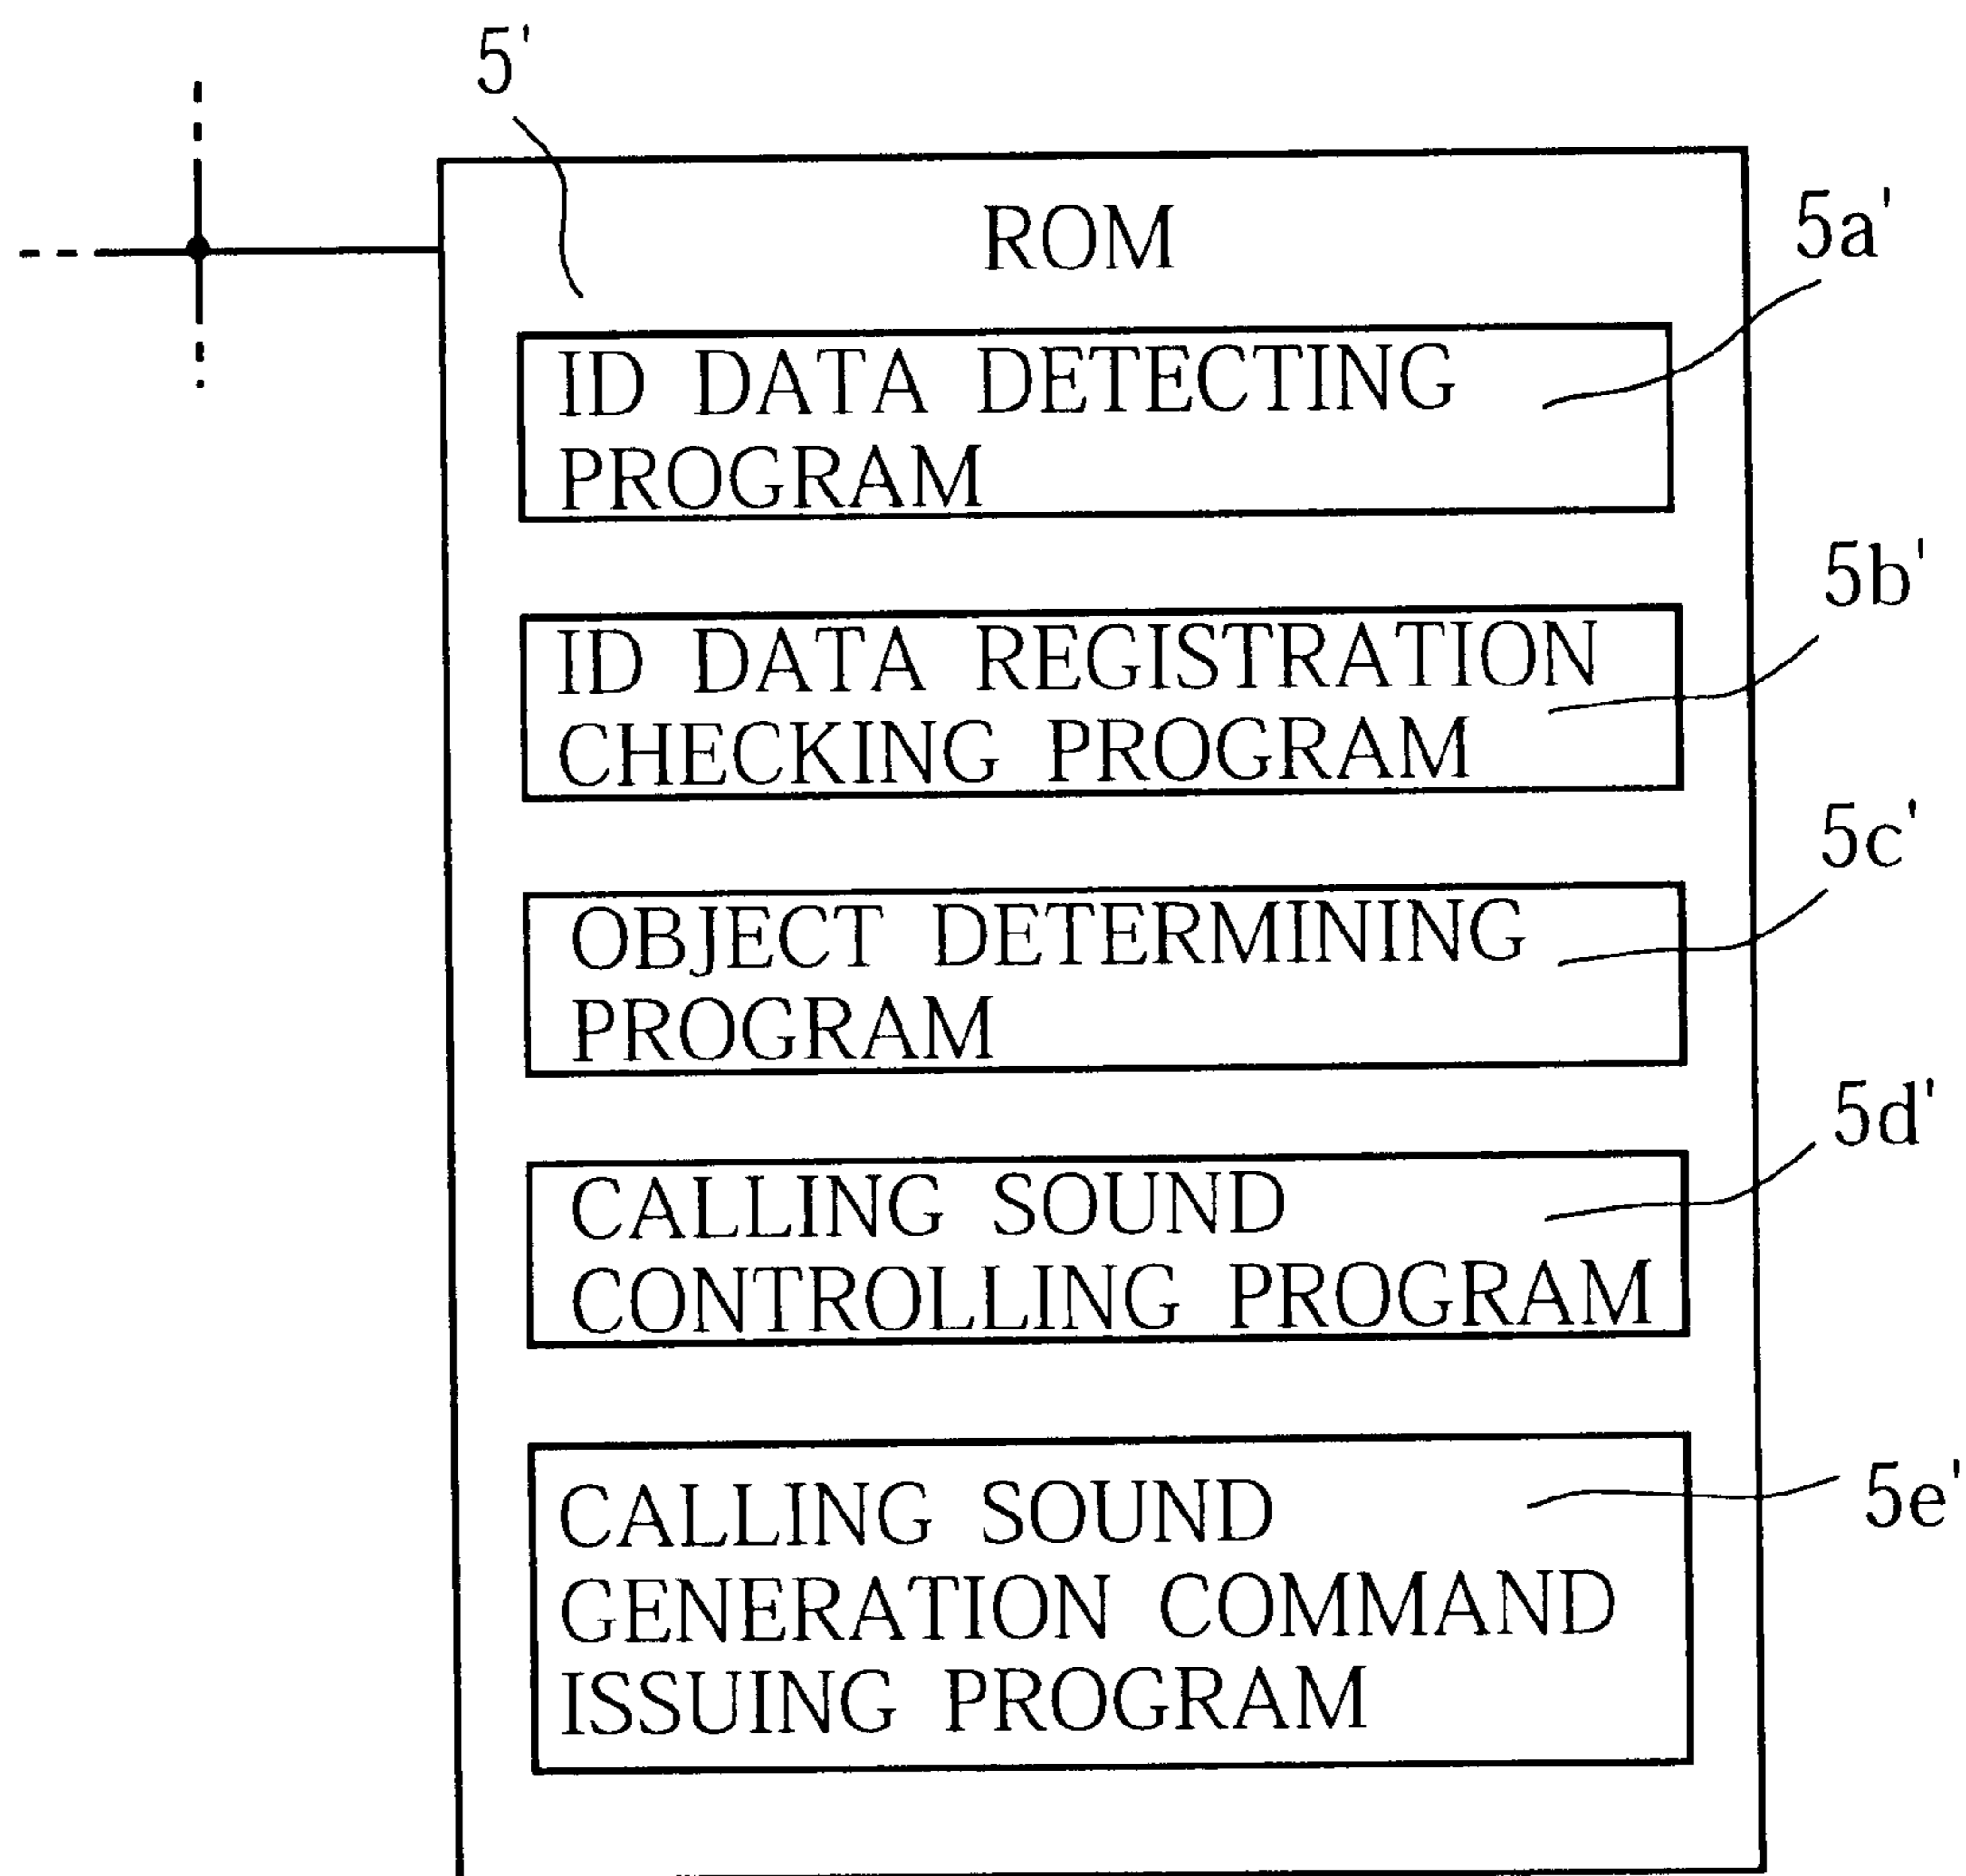 5'
ROM
5a'
ID DATA DETECTING
PROGRAM
5b'
ID DATA REGISTRATION
CHECKING PROGRAM
5c'
OBJECT DETERMINING
PROGRAM
5d'
CALLING SOUND
CONTROLLING PROGRAM
5e'
CALLING SOUND
GENERATION COMMAND
ISSUING PROGRAM